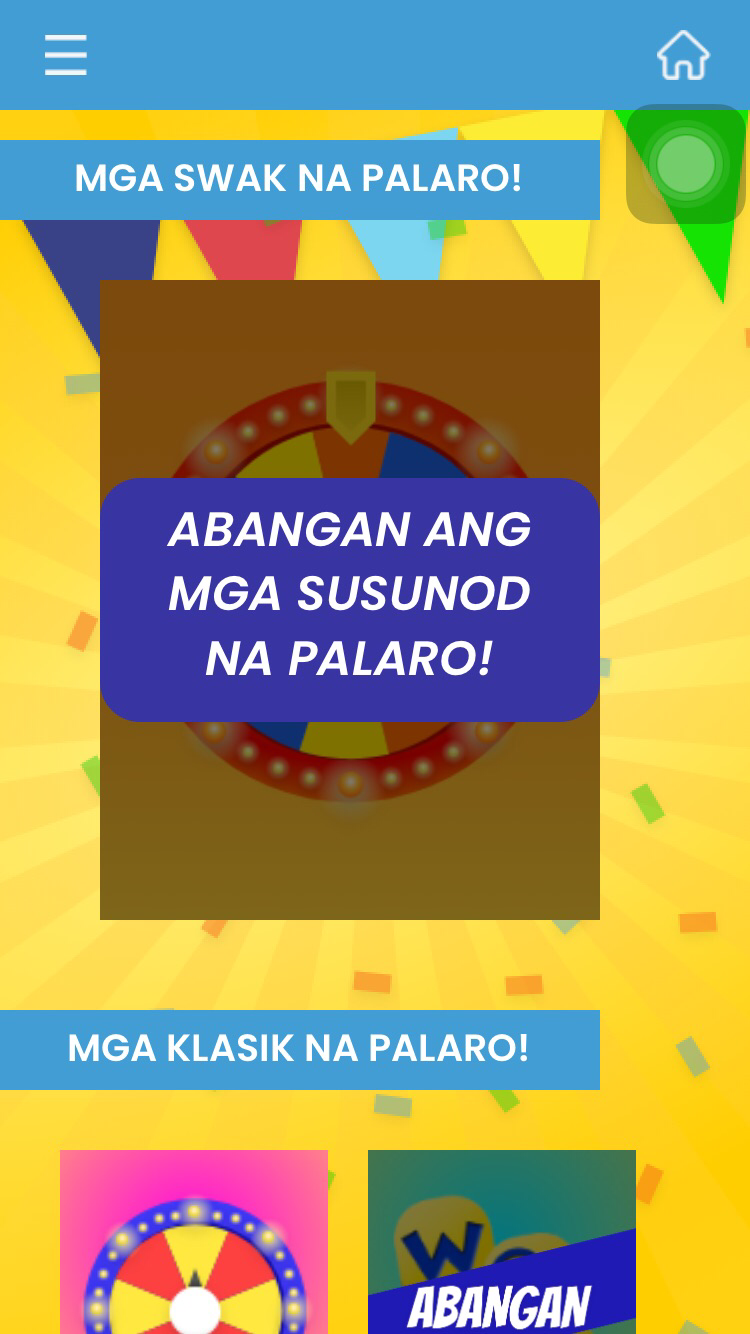 MGA SWAK NA PALARO!
ABANGAN ANG
MGA SUSUNOD
NA PALARO!
MGA KLASIK NA PALARO!
W
ABANGAN